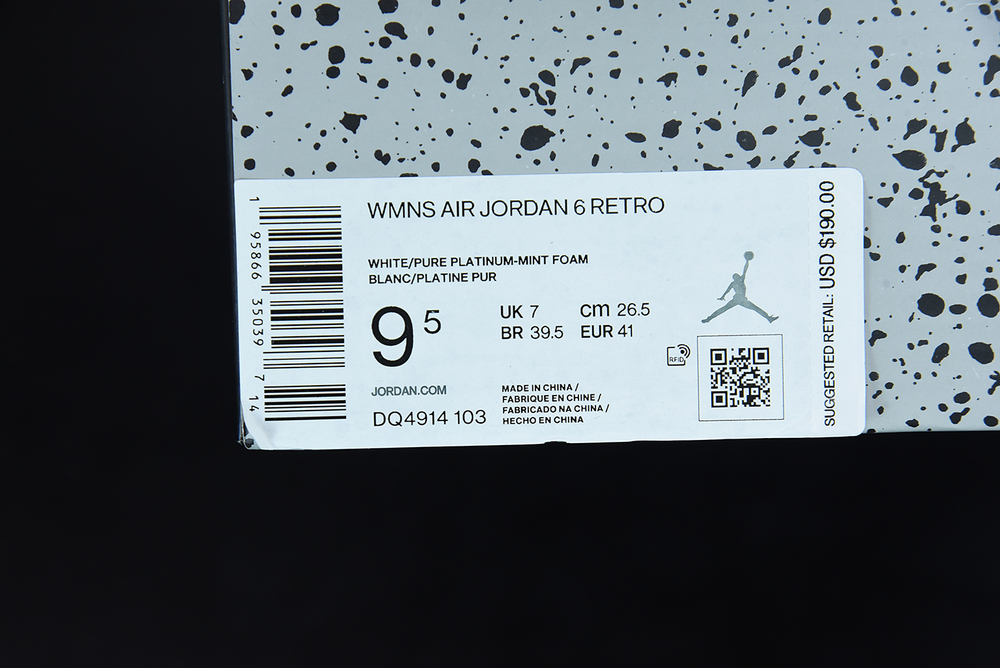 WMNS AIR JORDAN 6 RETRO
WHITE/PURE PLATINUM-MINT FOAM
BLANC/PLATINE PUR
9 5
UK 7 CM 26.5
BR 39.5 EUR 41
RFID
JORDAN.COM
DQ4914 103
MADE IN CHINA /
FABRIQUE EN CHINE /
FABRICADO NA CHINA /
HECHO EN CHINA
1 95866 35039 7 14
SUGGESTED RETAIL: USD $190.00